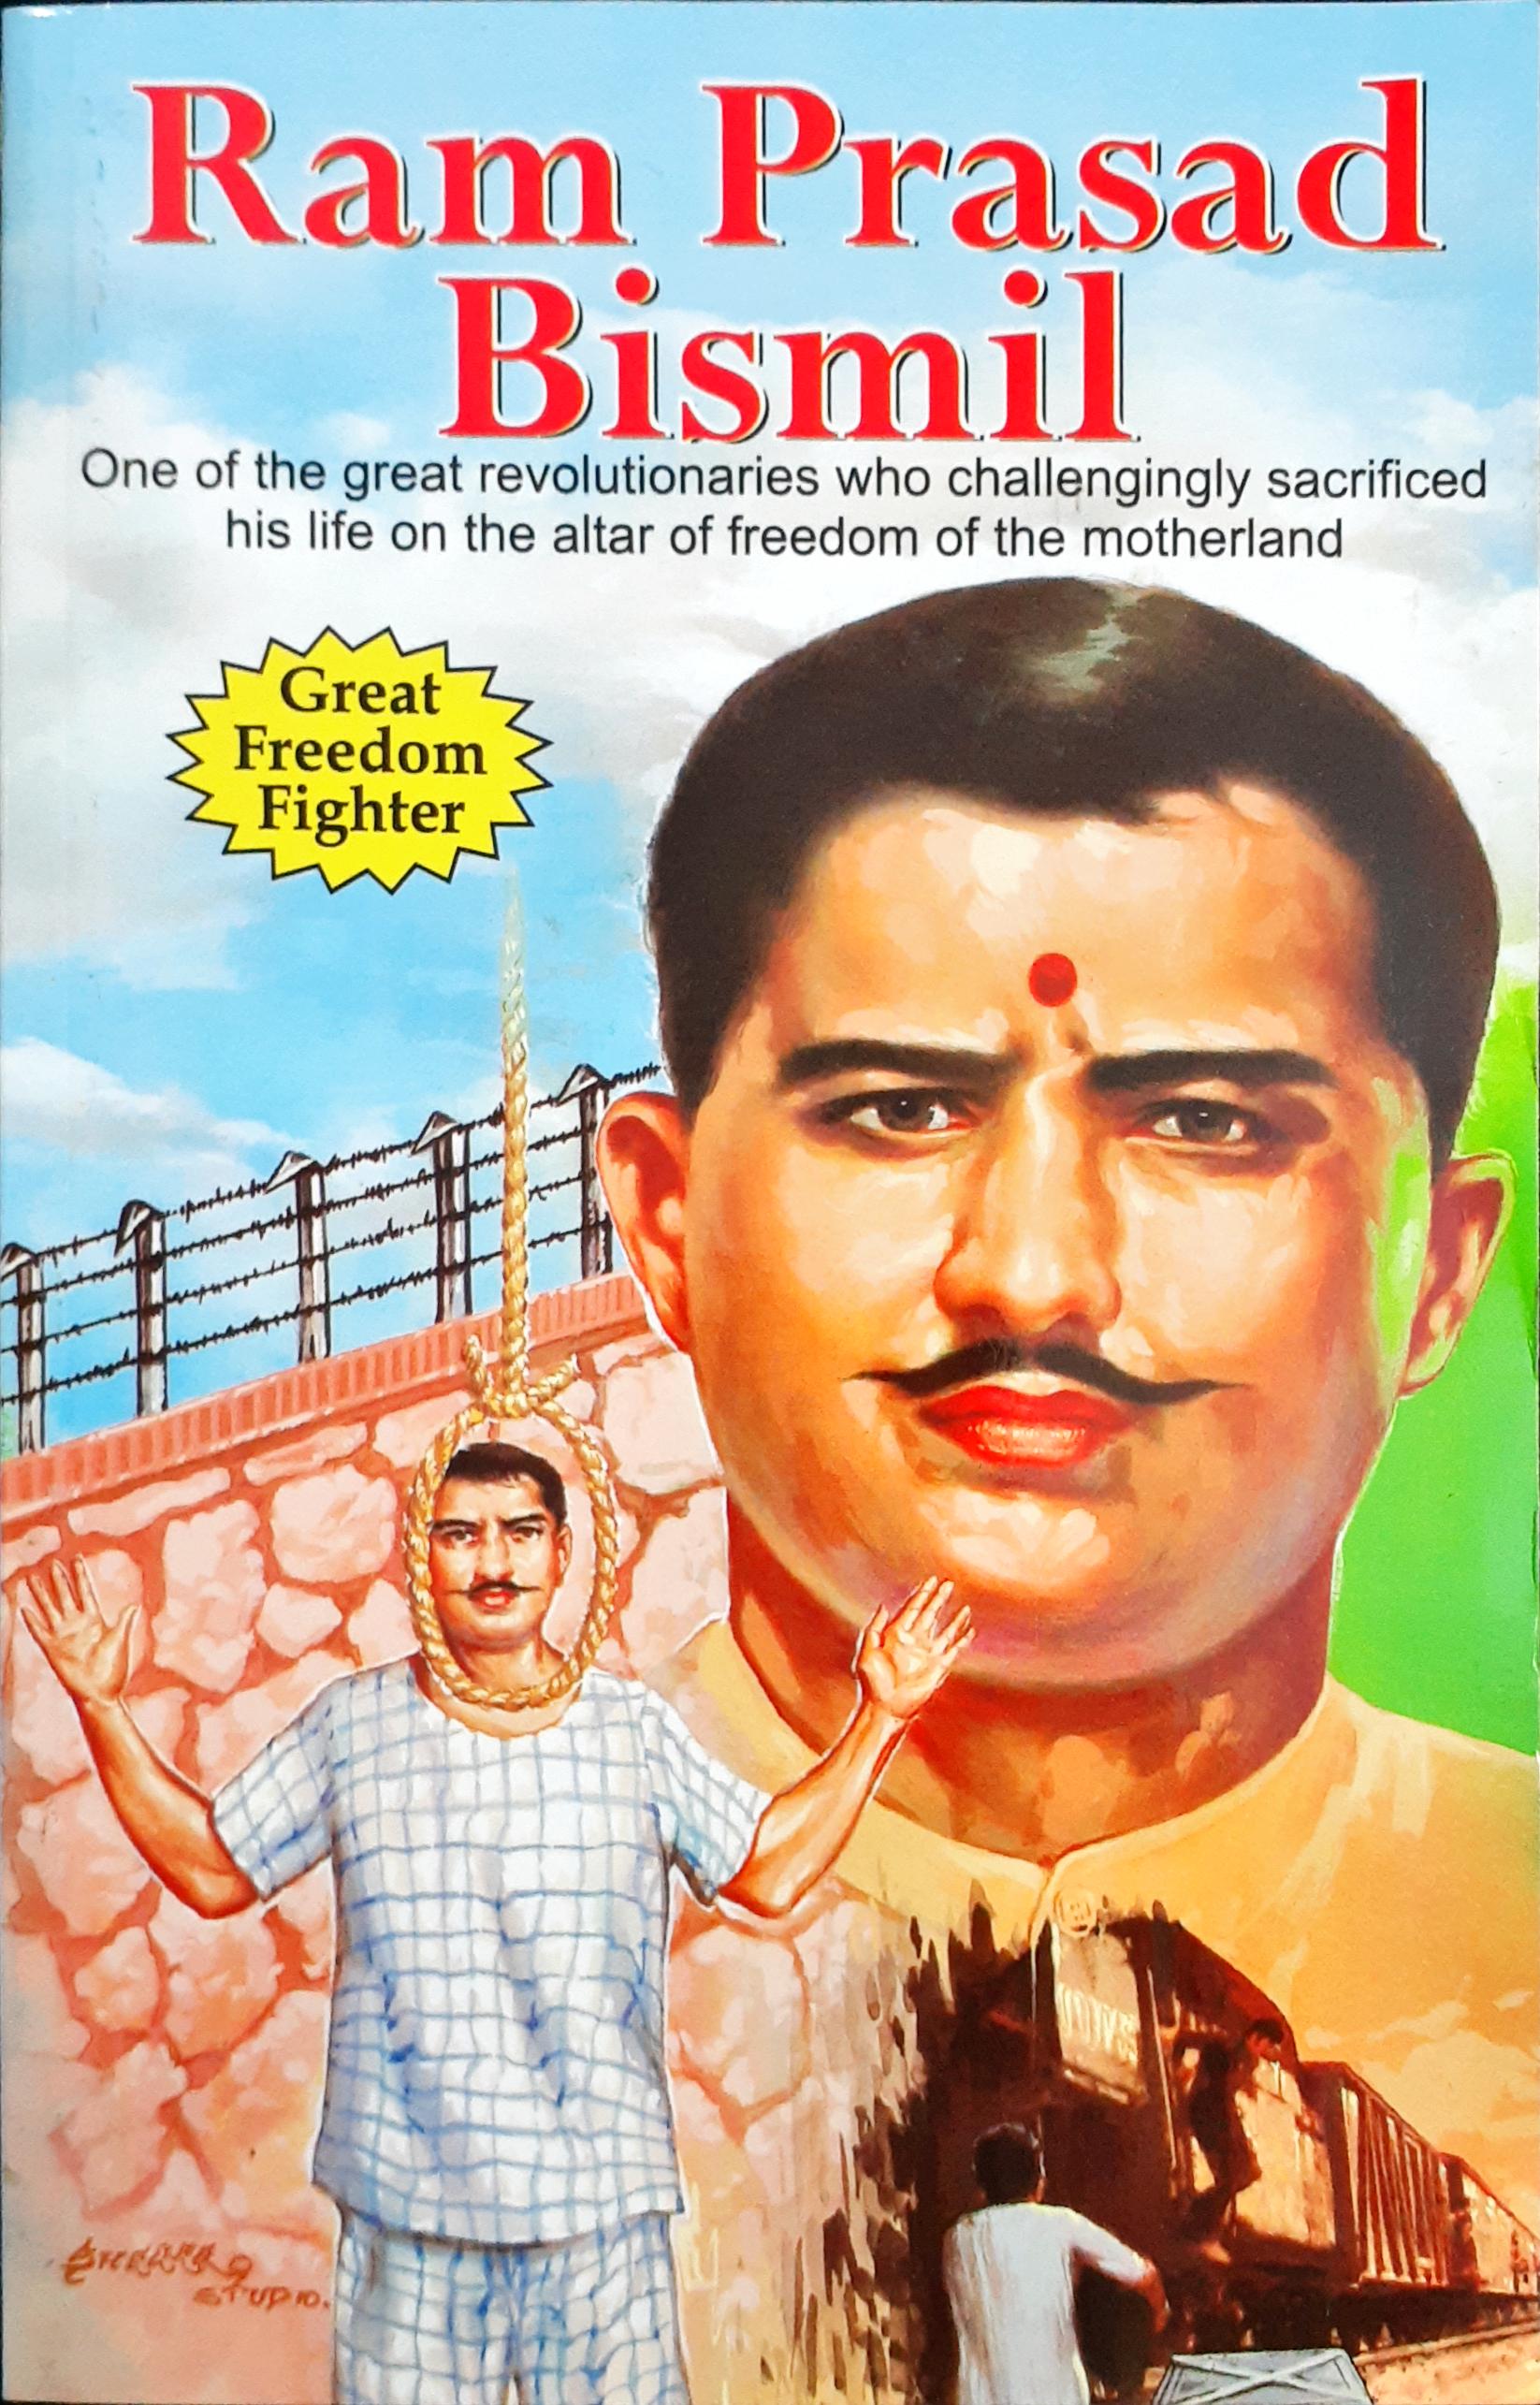 Ram Prasad
Bismil
One of the great revolutionaries who challengingly sacrificed
his life on the altar of freedom of the motherland
Great
Freedom
Fighter
STUDIO.